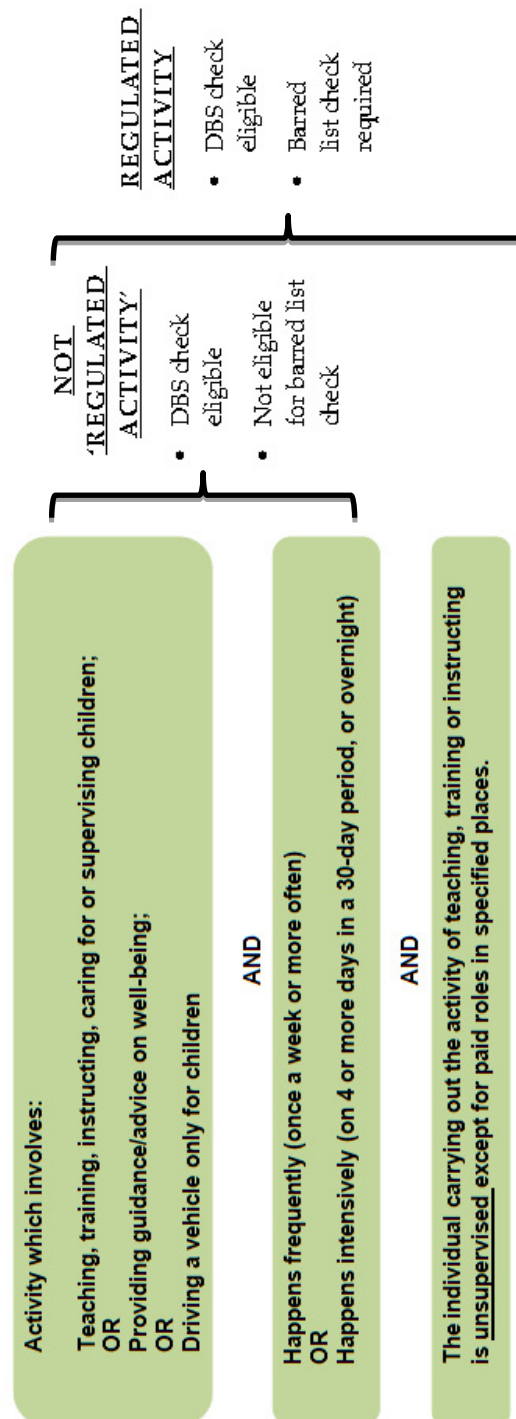 Activity which involves:
Teaching, training, instructing, caring for or supervising children;
OR
Providing guidance/advice on well-being;
OR
Driving a vehicle only for children
AND
Happens frequently (once a week or more often)
OR
Happens intensively (on 4 or more days in a 30-day period, or overnight)
AND
The individual carrying out the activity of teaching, training or instructing
is unsupervised except for paid roles in specified places.
NOT
'REGULATED
ACTIVITY'
• DBS check
eligible
• Not eligible
for barred list
check
REGULATED
ACTIVITY
• DBS check
eligible
• Barred
list check
required